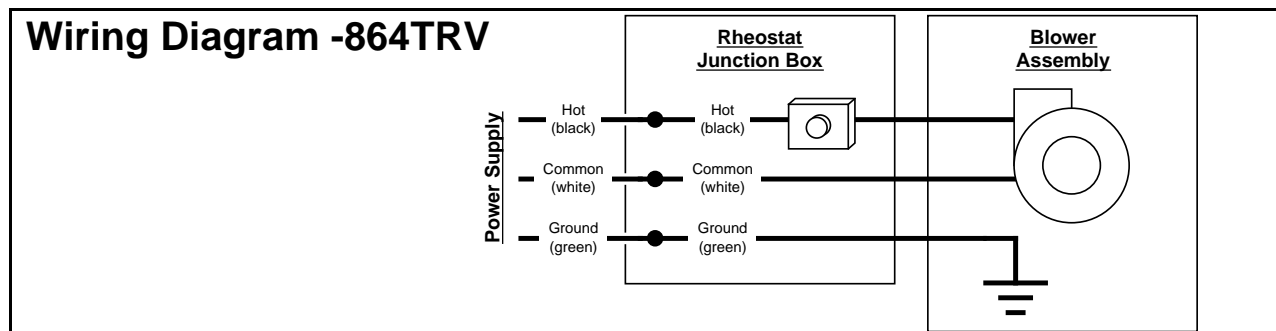 Wiring Diagram -864TRV
Rheostat
Junction Box
Blower
Assembly
Power Supply
Hot
(black)
Hot
(black)
Common
(white)
Common
(white)
Ground
(green)
Ground
(green)